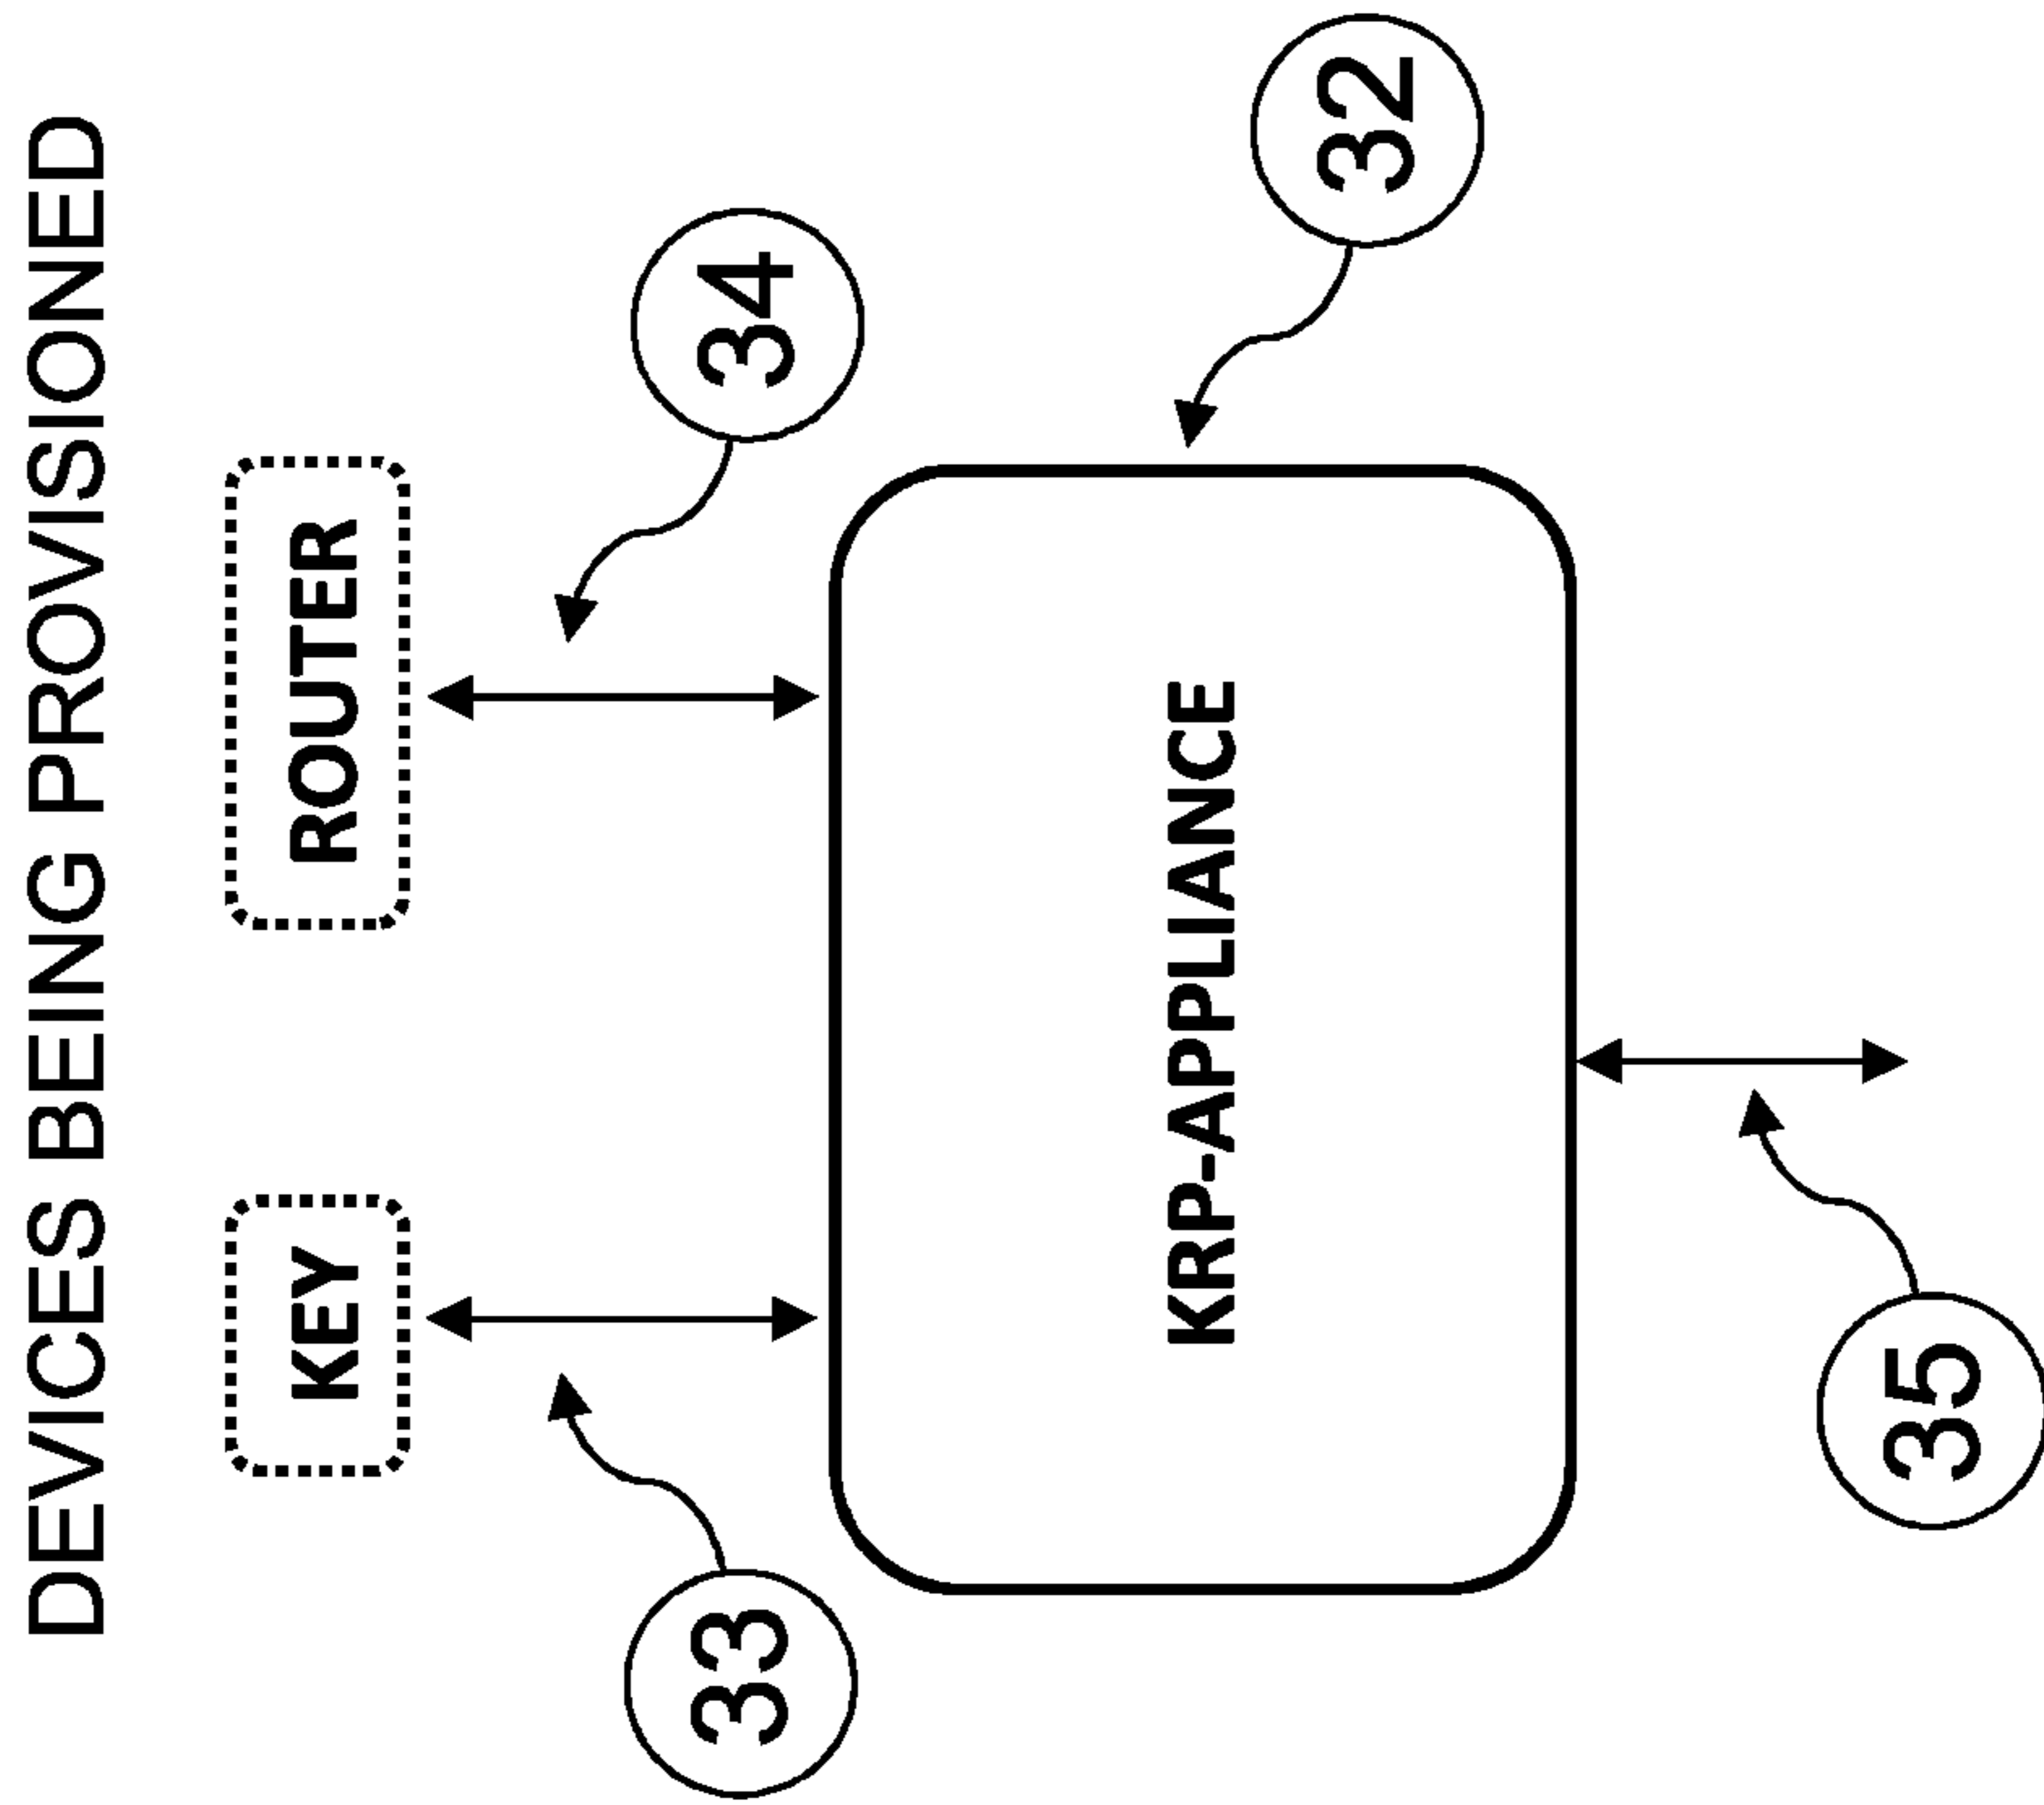 DEVICES BEING PROVISIONED
KEY
ROUTER
33
34
KRP-APPLIANCE
32
35